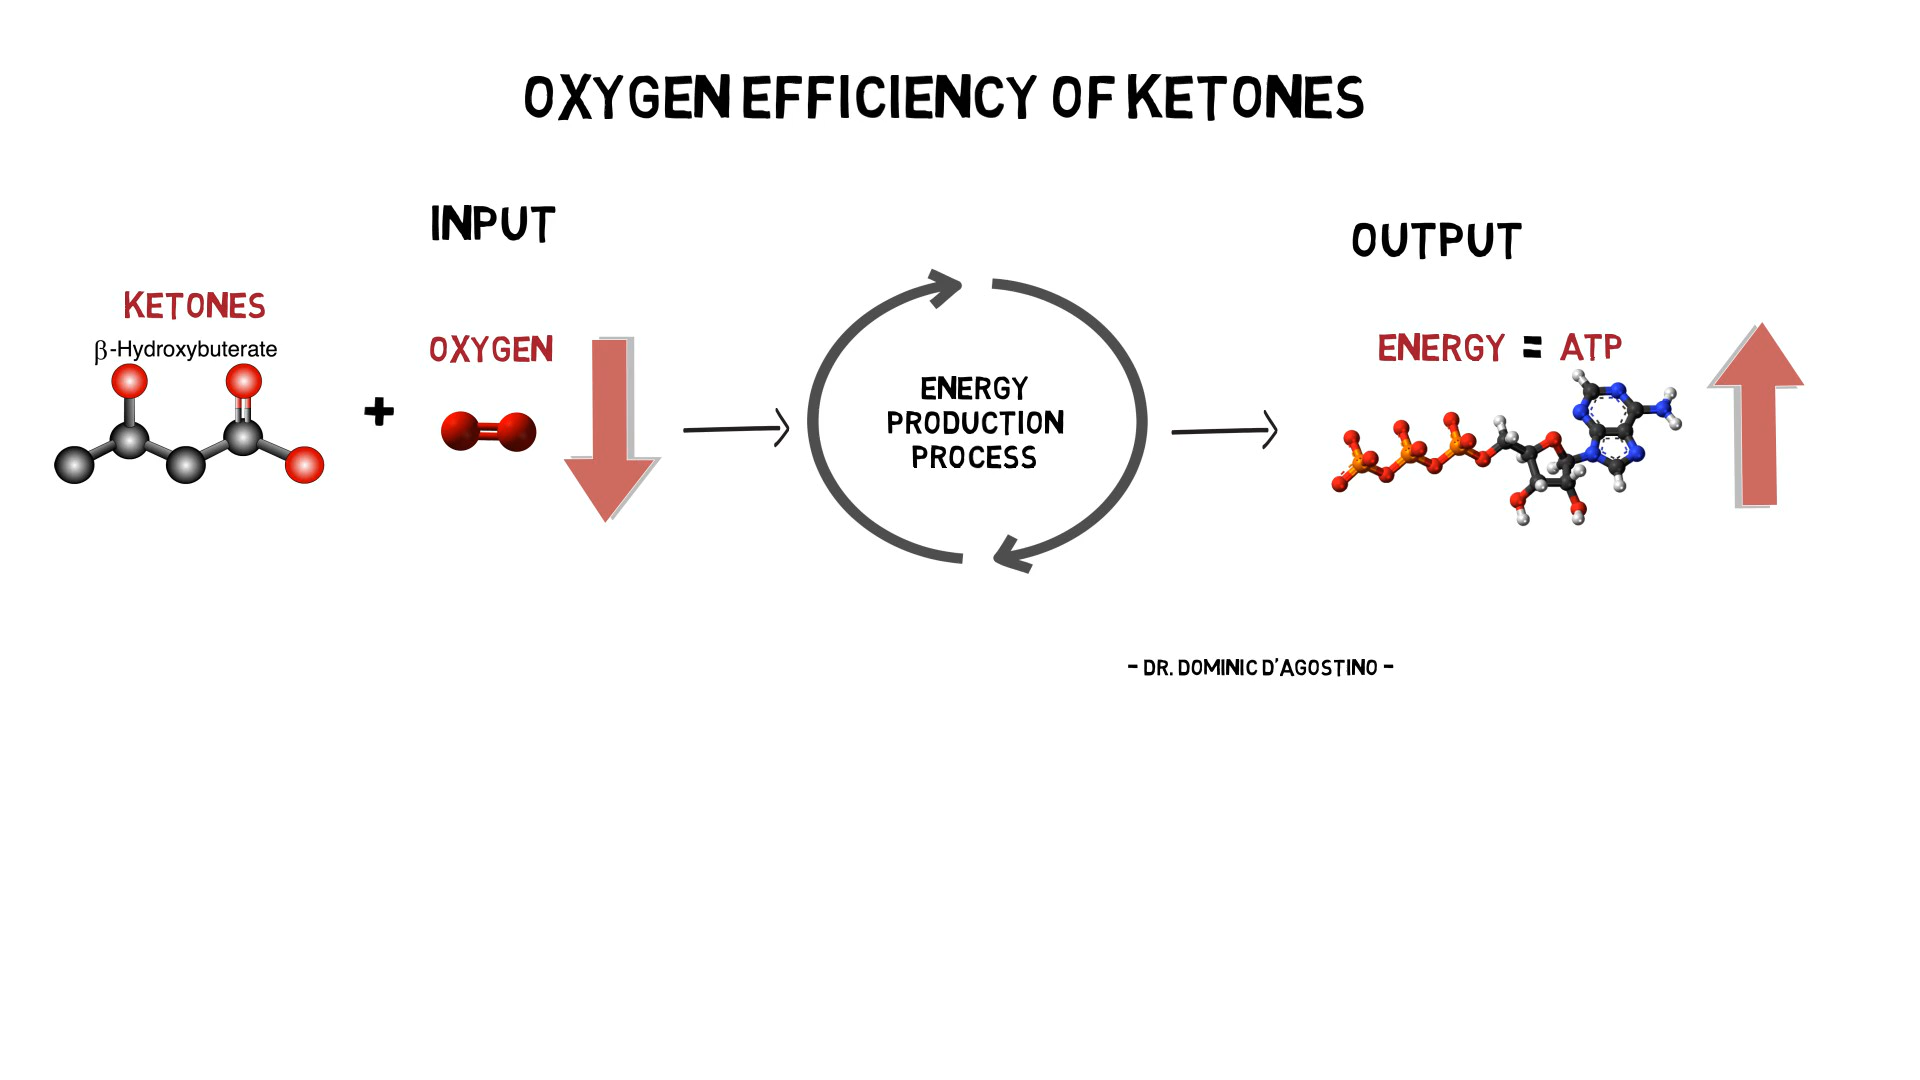 OXYGEN EFFICIENCY OF KETONES
INPUT
OUTPUT
KETONES
β-Hydroxybuterate
+
OXYGEN
ENERGY
PRODUCTION
PROCESS
ENERGY = ATP
- DR. DOMINIC D'AGOSTINO -